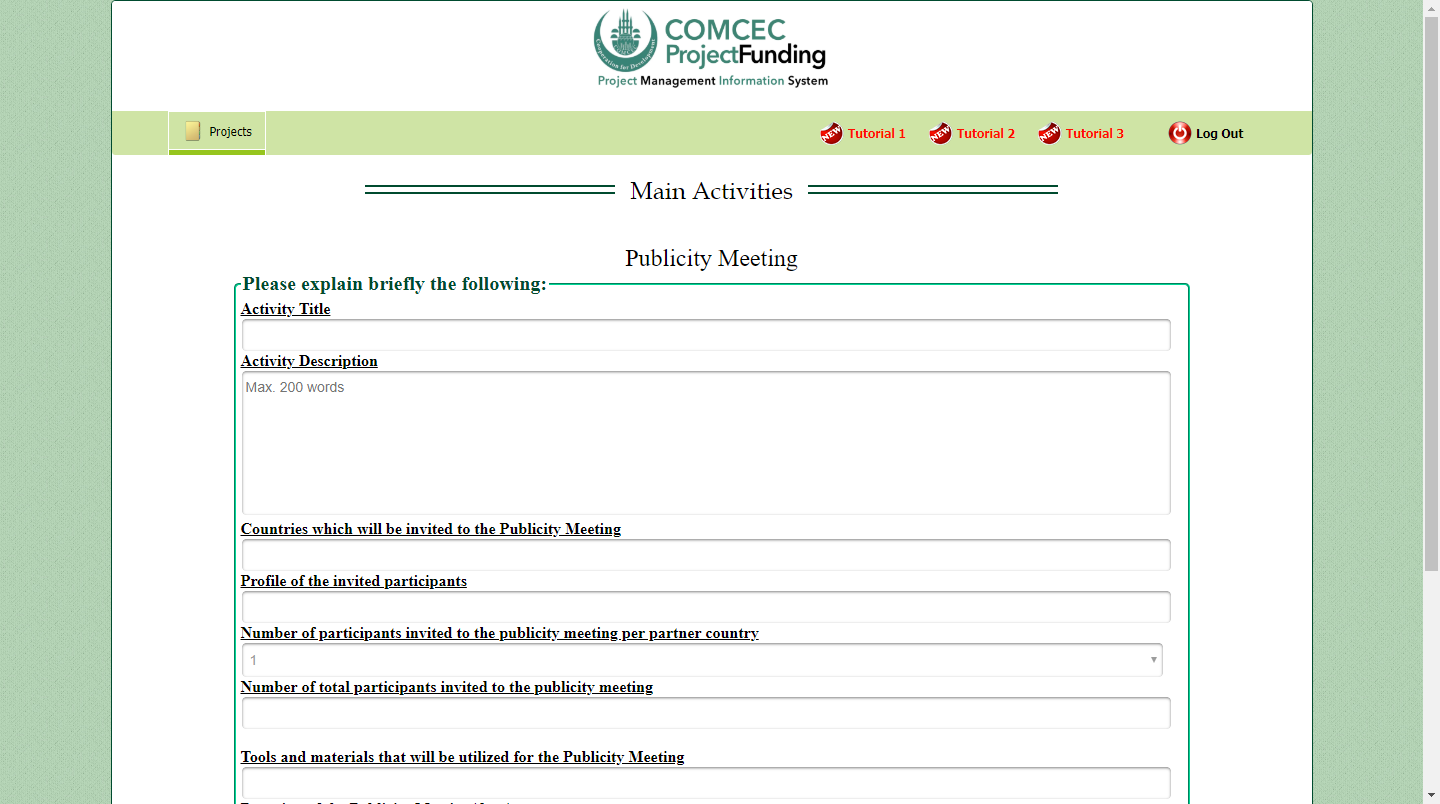 Cooperation for Development
COMCEC
ProjectFunding
Project Management Information System
Projects
NEW Tutorial 1 NEW Tutorial 2 NEW Tutorial 3 Log Out
Main Activities
Publicity Meeting
Please explain briefly the following:
Activity Title
Activity Description
Max. 200 words
Countries which will be invited to the Publicity Meeting
Profile of the invited participants
Number of participants invited to the publicity meeting per partner country
1
Number of total participants invited to the publicity meeting
Tools and materials that will be utilized for the Publicity Meeting